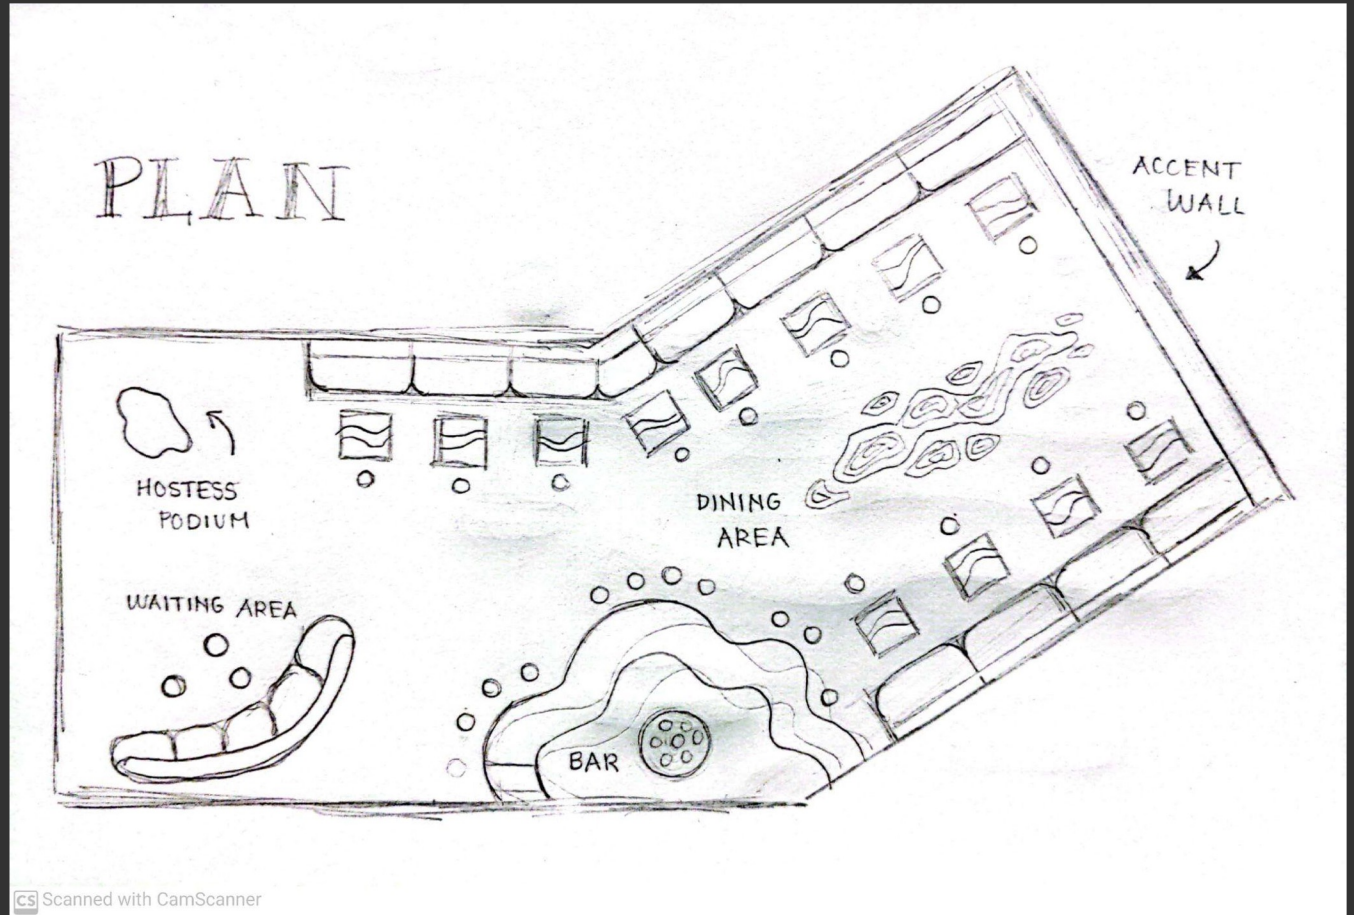 PLAN
ACCENT
WALL
HOSTESS
PODIUM
DINING
AREA
WAITING AREA
BAR
CS Scanned with CamScanner